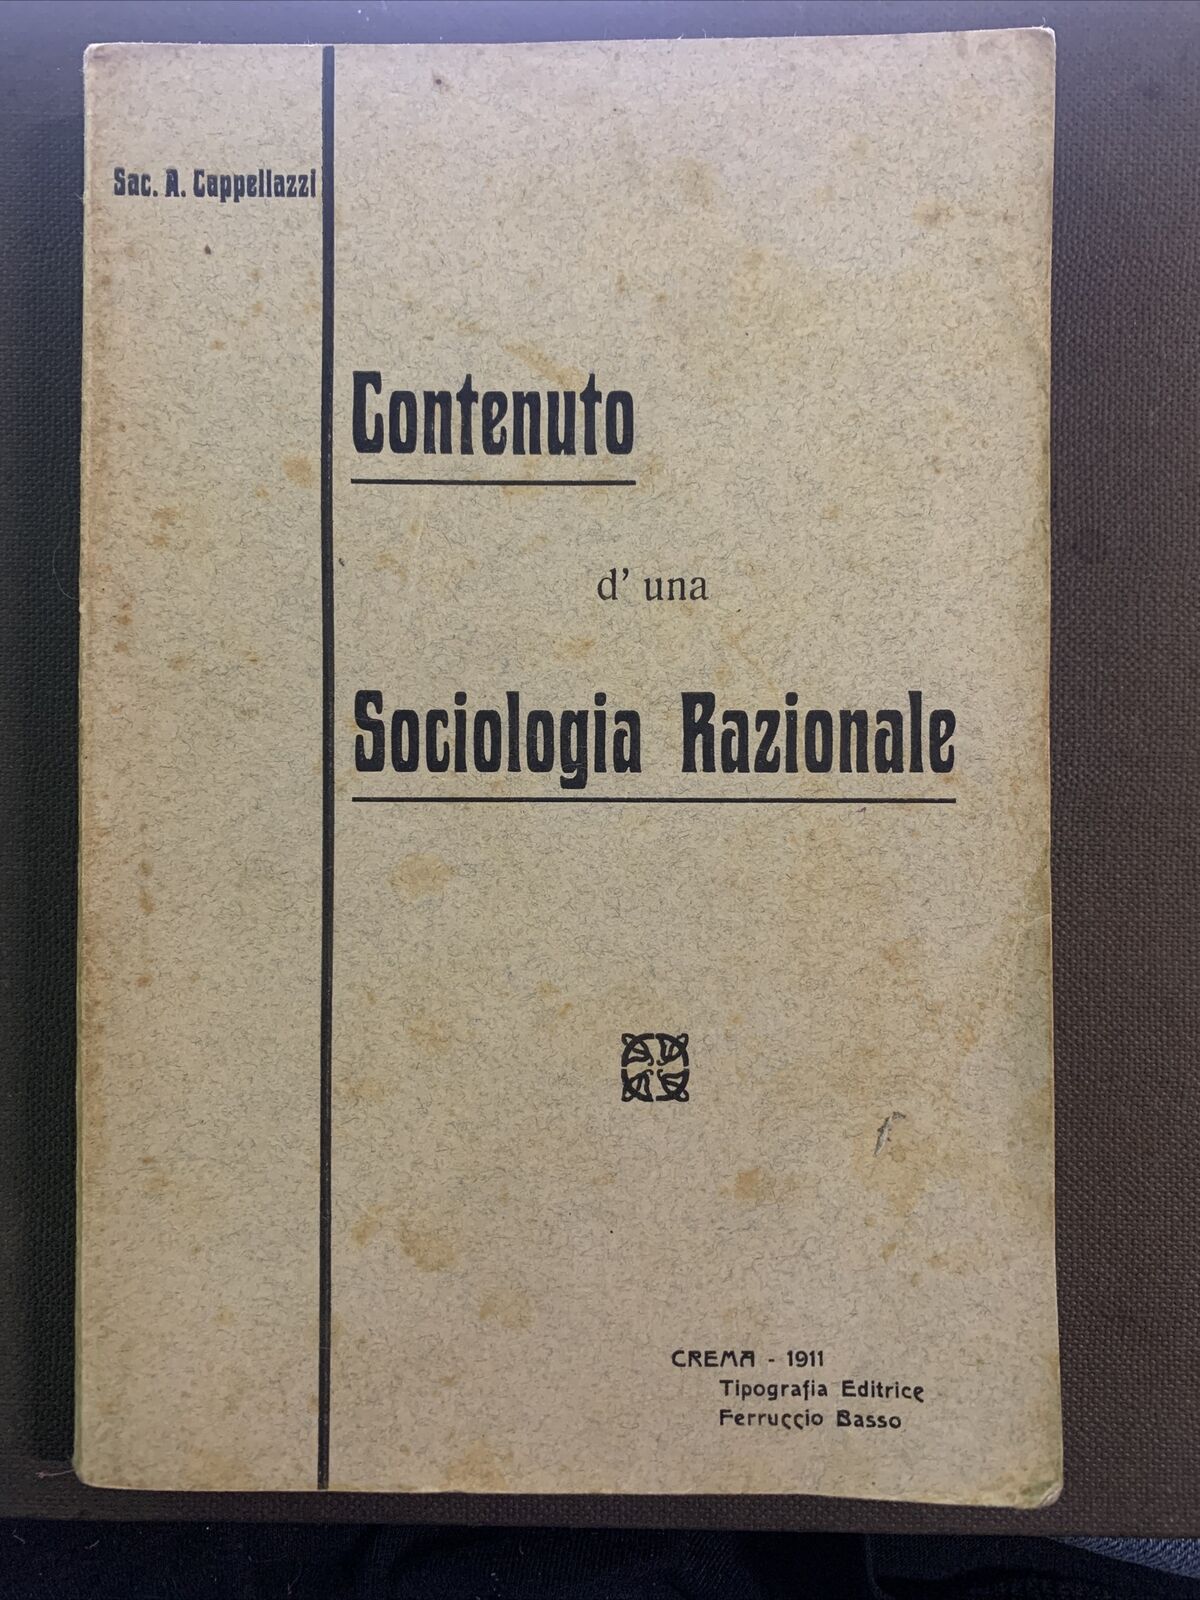 Sac. A. Cappellazzi
Contenuto
d' una
Sociologia Razionale
CREMA - 1911
Tipografia Editrice
Ferruccio Basso